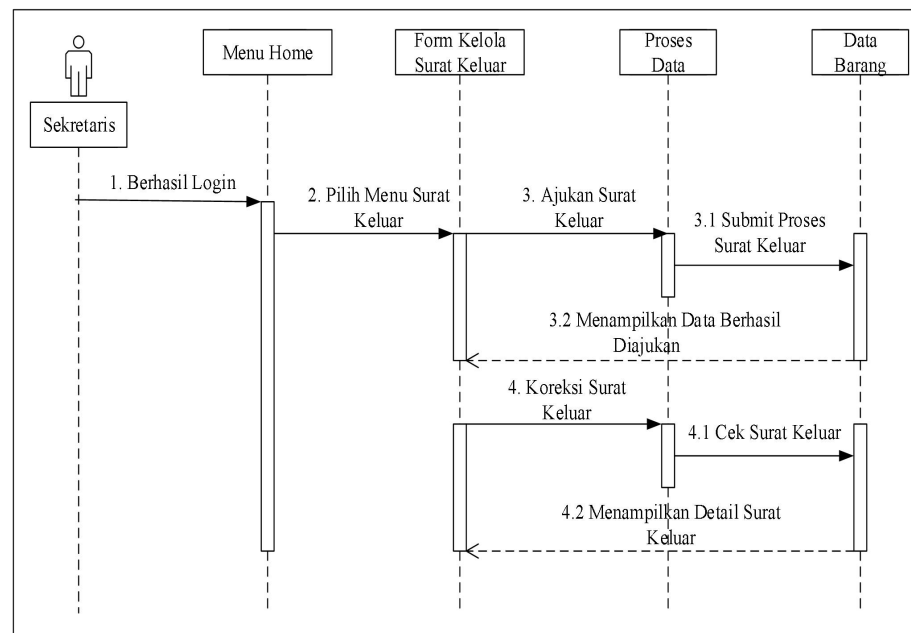 Sekretaris
Menu Home
Form Kelola
Surat Keluar
Proses
Data
Data
Barang
1. Berhasil Login
2. Pilih Menu Surat
Keluar
3. Ajukan Surat
Keluar
3.1 Submit Proses
Surat Keluar
3.2 Menampilkan Data Berhasil
Diajukan
4. Koreksi Surat
Keluar
4.1 Cek Surat Keluar
4.2 Menampilkan Detail Surat
Keluar